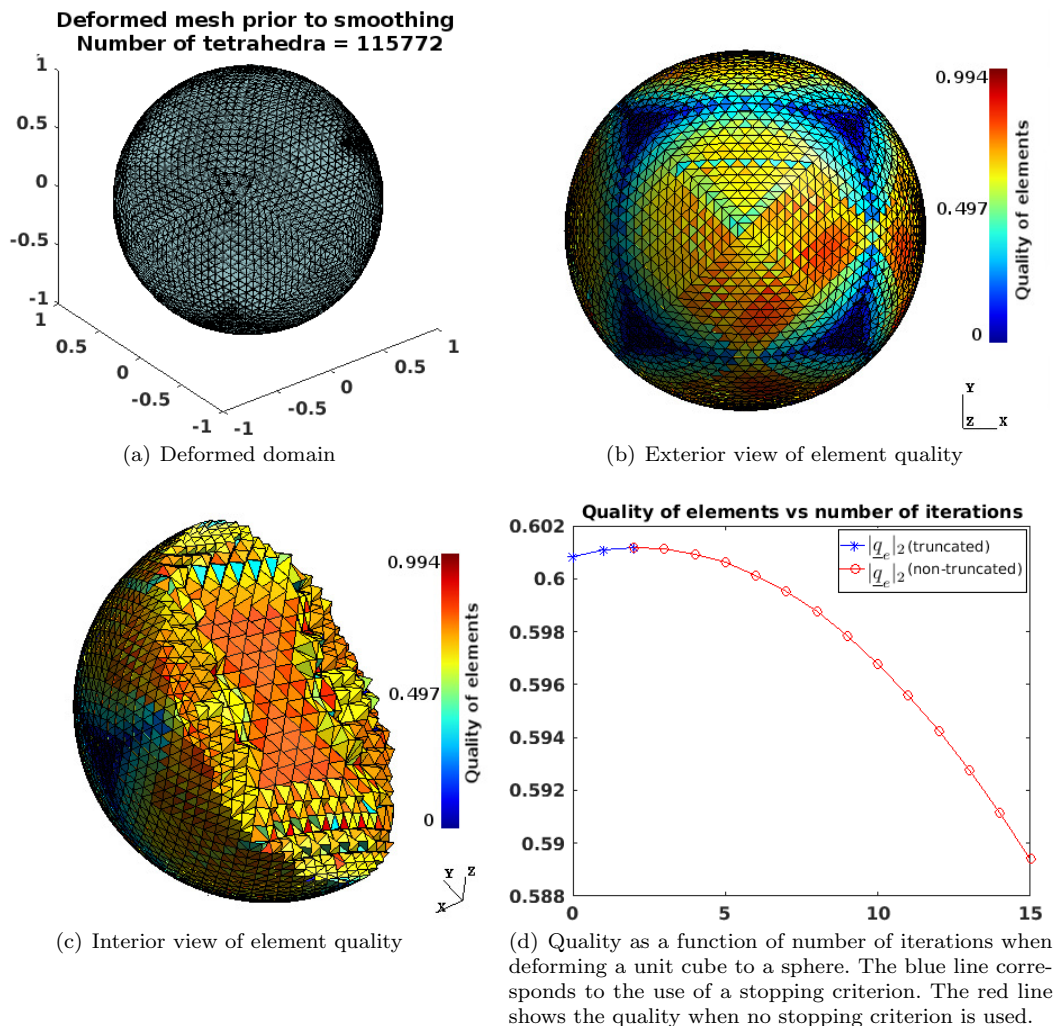 Deformed mesh prior to smoothing
Number of tetrahedra = 115772
1
0.5
0
-0.5
-1
1
0.5
0
-0.5
-1
-1
-0.5
0
0.5
1
(a) Deformed domain
0.994
0.497
0
Quality of elements
Y
Z X
(b) Exterior view of element quality
0.994
0.497
0
Quality of elements
Y Z
X
(c) Interior view of element quality
Quality of elements vs number of iterations
0.602
0.6
0.598
0.596
0.594
0.592
0.59
0.588
0 5 10 15
|q_e|_2 (truncated)
|q_e|_2 (non-truncated)
(d) Quality as a function of number of iterations when
deforming a unit cube to a sphere. The blue line corre-
sponds to the use of a stopping criterion. The red line
shows the quality when no stopping criterion is used.